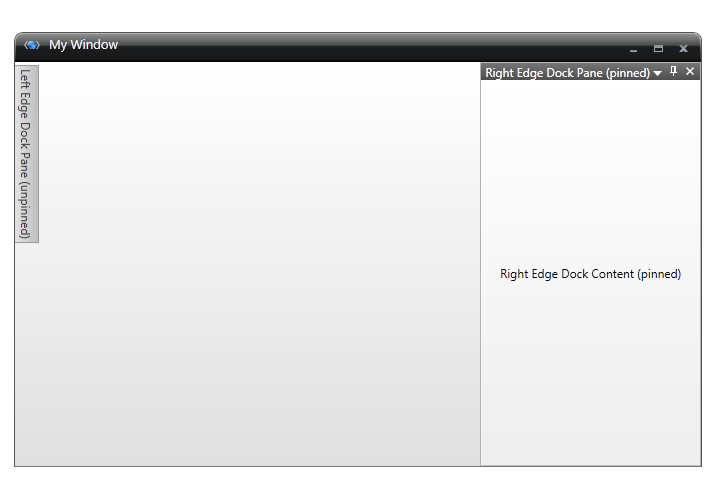 My Window
Left Edge Dock Pane (unpinned)
Right Edge Dock Pane (pinned)
Right Edge Dock Content (pinned)